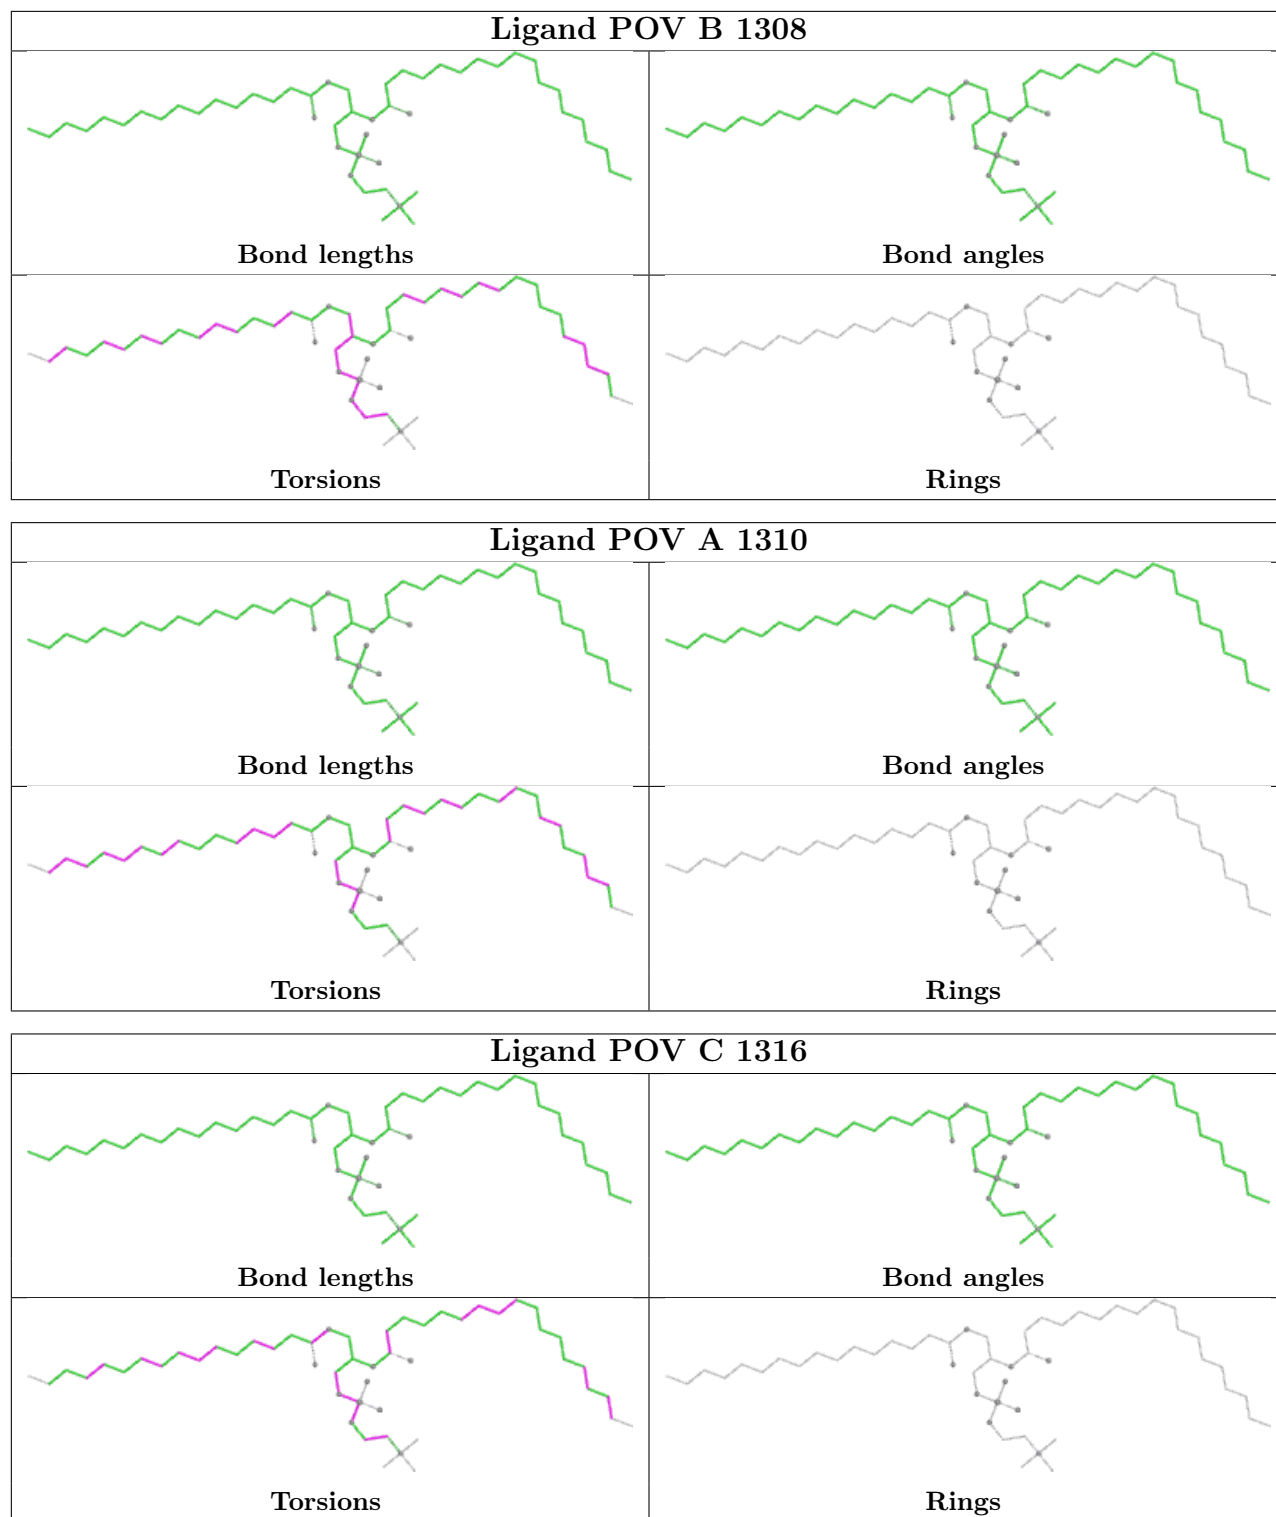 Ligand POV B 1308
Bond lengths
Bond angles
Torsions
Rings
Ligand POV A 1310
Bond lengths
Bond angles
Torsions
Rings
Ligand POV C 1316
Bond lengths
Bond angles
Torsions
Rings